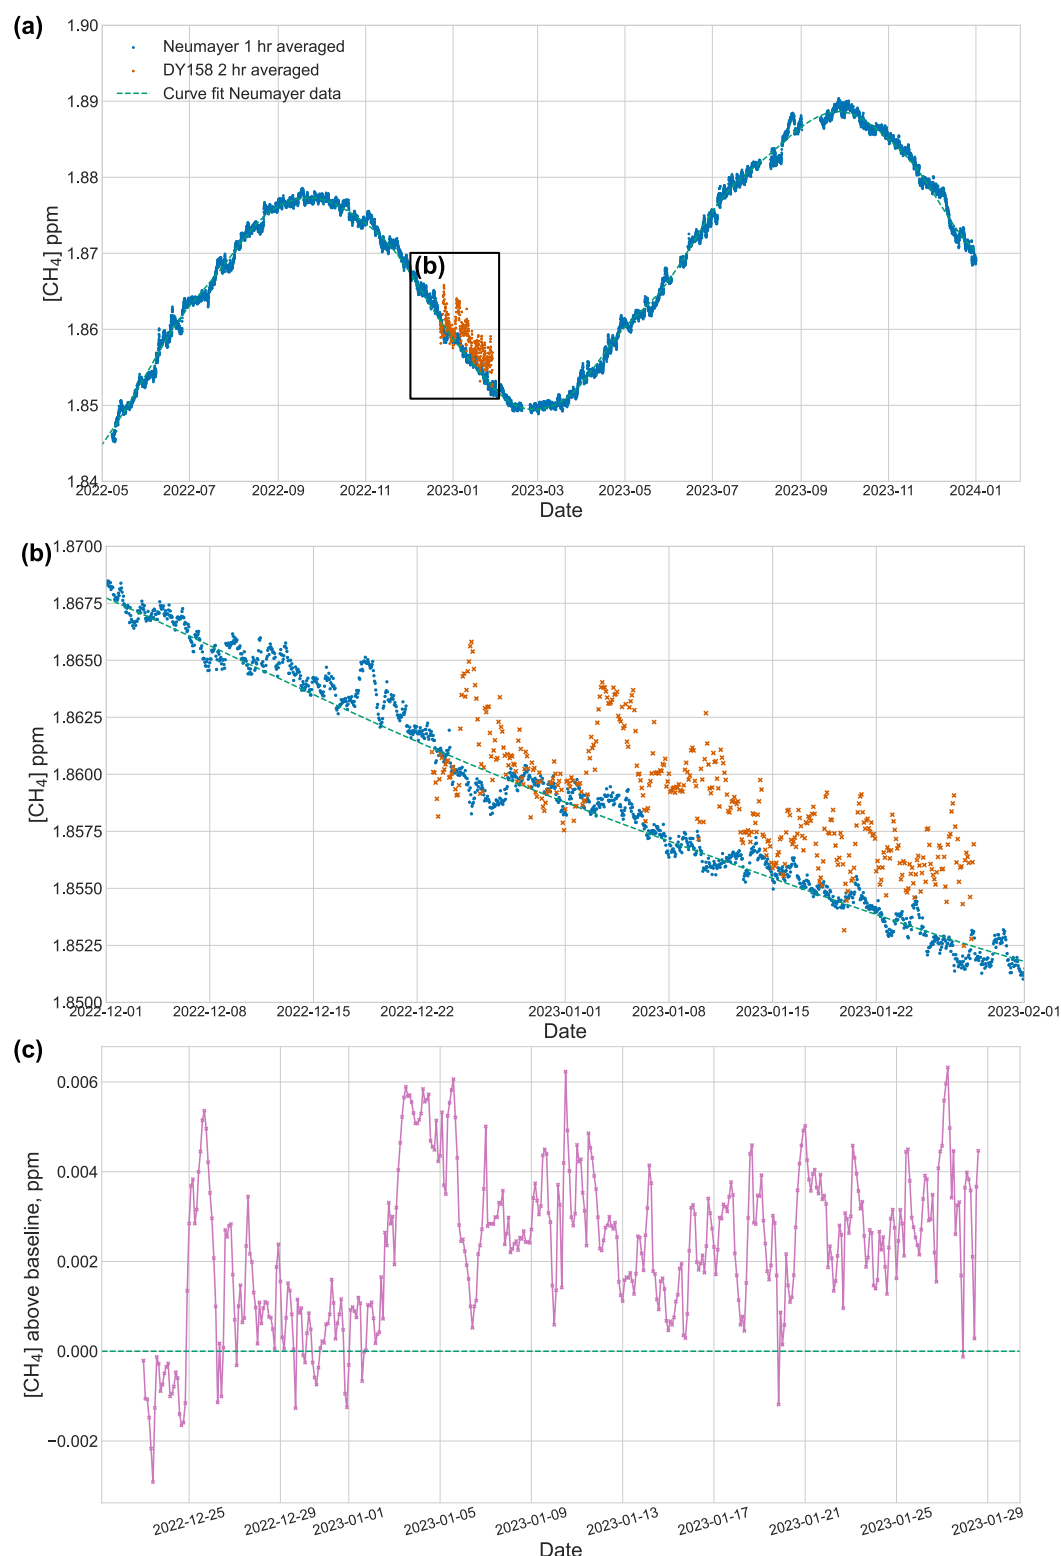 (a)
1.90
Neumayer 1 hr averaged
DY158 2 hr averaged
Curve fit Neumayer data
1.89
1.88
1.87
(b)
[CH4] ppm
1.86
1.85
1.84
2022-05 2022-07 2022-09 2022-11 2023-01 2023-03 2023-05 2023-07 2023-09 2023-11 2024-01
Date
(b)
1.8700
1.8675
1.8650
1.8625
[CH4] ppm
1.8600
1.8575
1.8550
1.8525
1.8500
2022-12-01 2022-12-08 2022-12-15 2022-12-22 2023-01-01 2023-01-08 2023-01-15 2023-01-22 2023-02-01
Date
(c)
0.006
0.004
[CH4] above baseline, ppm
0.002
0.000
−0.002
2022-12-25 2022-12-29 2023-01-01 2023-01-05 2023-01-09 2023-01-13 2023-01-17 2023-01-21 2023-01-25 2023-01-29
Date